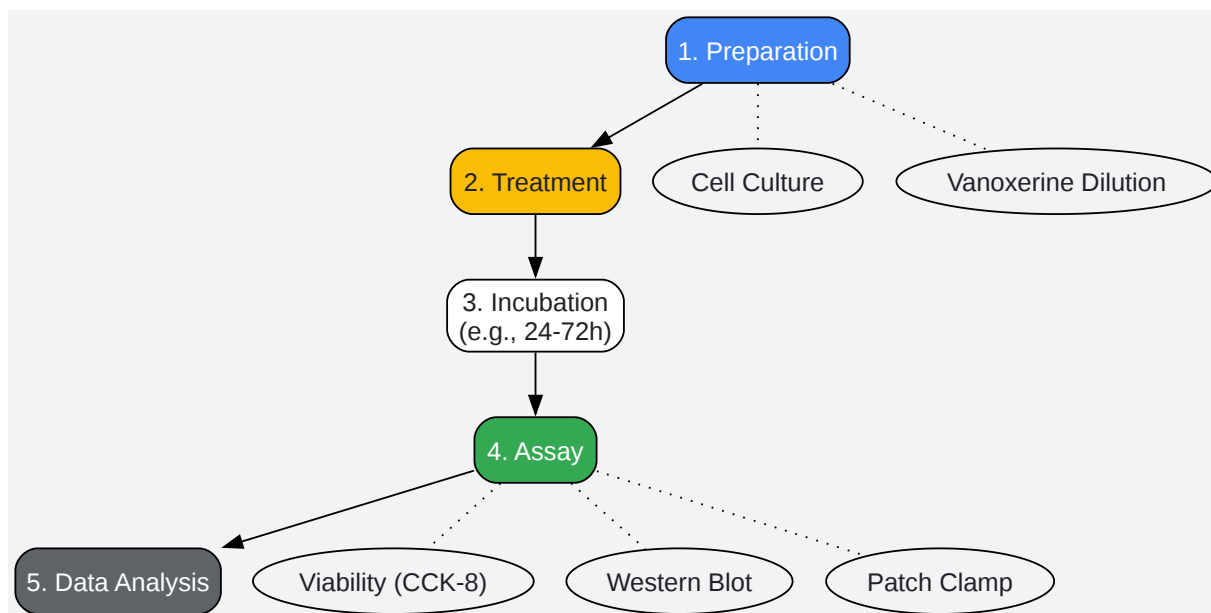 1. Preparation
2. Treatment
Cell Culture
Vanoxerine Dilution
3. Incubation
(e.g., 24-72h)
4. Assay
5. Data Analysis
Viability (CCK-8)
Western Blot
Patch Clamp